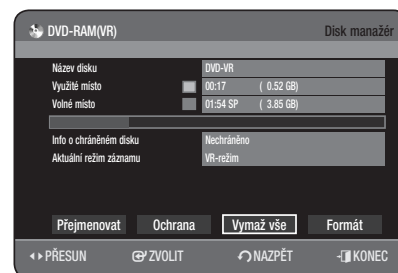 DVD-RAM(VR) Disk manažér
Název disku DVD-VR
Využité místo 00:17 ( 0.52 GB)
Volné místo 01:54 SP ( 3.85 GB)
Info o chráněném disku Nechráněno
Aktuální režim záznamu VR-režim
Přejmenovat Ochrana Vymaž vše Formát
PŘESUN ZVOLIT NAZPĚT KONEC